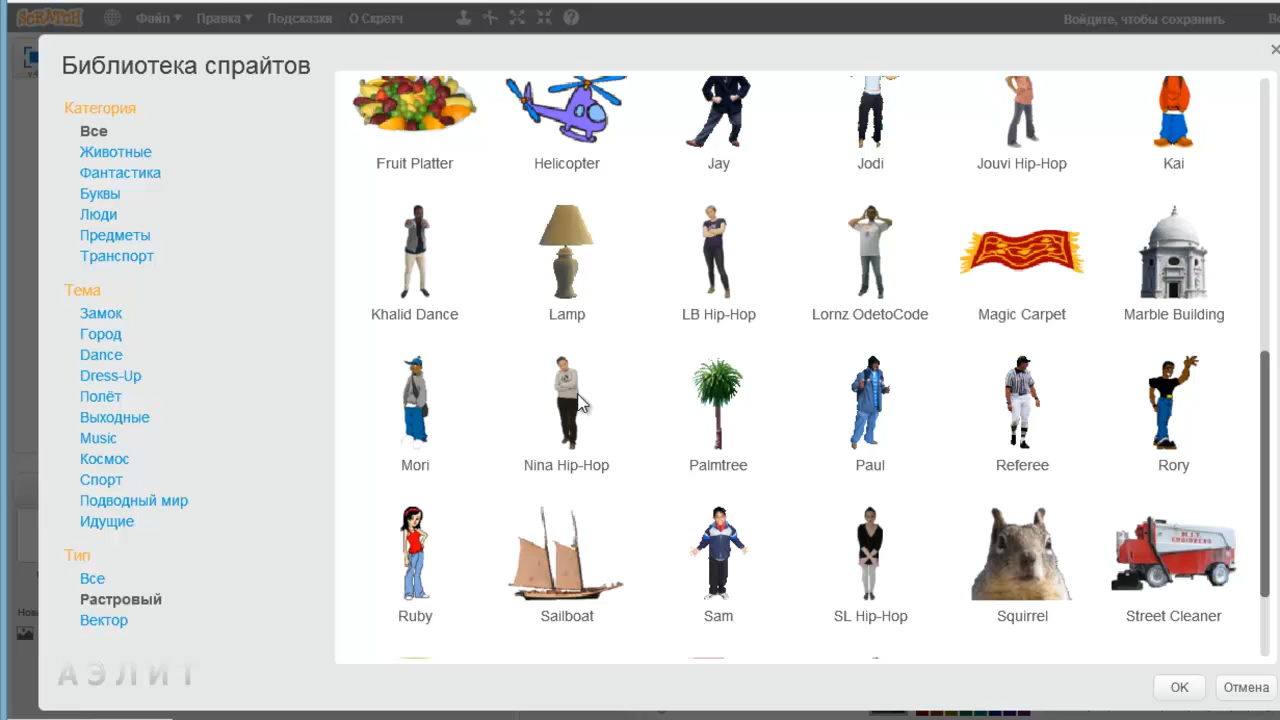 SCRATCH Файл Правка Подсказки О Скретч Войдите, чтобы сохранить
Библиотека спрайтов
Категория
Все
Животные
Фантастика
Буквы
Люди
Предметы
Транспорт
Тема
Замок
Город
Dance
Dress-Up
Полёт
Выходные
Music
Космос
Спорт
Подводный мир
Идущие
Тип
Все
Растровый
Вектор
АЭЛИТ
Fruit Platter Helicopter Jay Jodi Jouvi Hip-Hop Kai
Khalid Dance Lamp LB Hip-Hop Lornz OdetoCode Magic Carpet Marble Building
Mori Nina Hip-Hop Palmtree Paul Referee Rory
Ruby Sailboat Sam SL Hip-Hop Squirrel Street Cleaner
OK Отмена